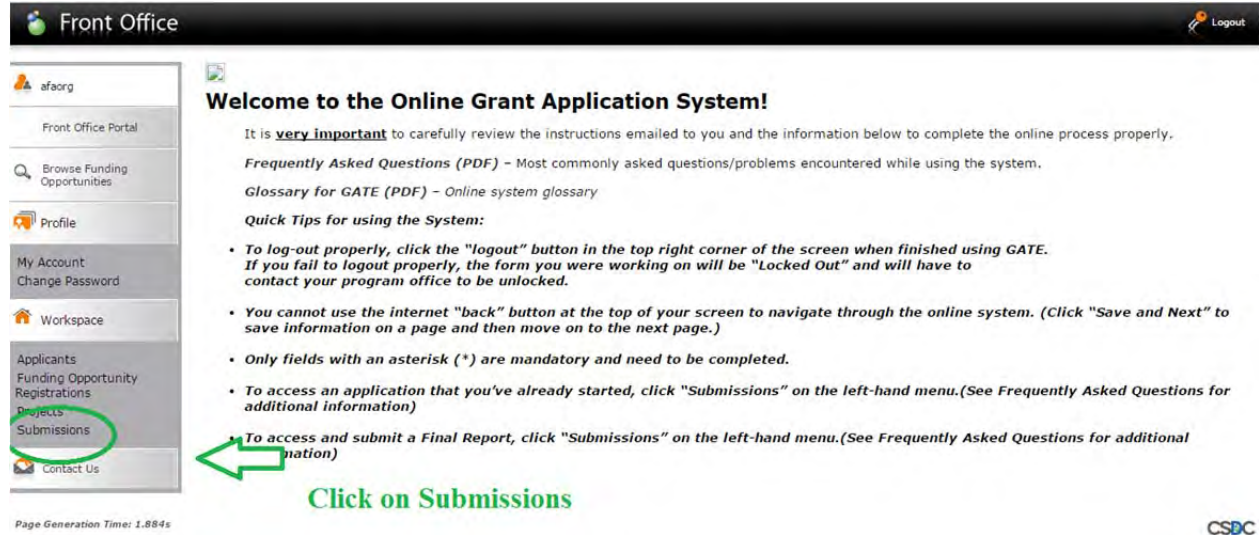 Front Office
Logout
afaorg
Front Office Portal
Browse Funding
Opportunities
Profile
My Account
Change Password
Workspace
Applicants
Funding Opportunity
Registrations
Projects
Submissions
Contact Us
Page Generation Time: 1.884s
Welcome to the Online Grant Application System!
It is very important to carefully review the instructions emailed to you and the information below to complete the online process properly.
Frequently Asked Questions (PDF) – Most commonly asked questions/problems encountered while using the system.
Glossary for GATE (PDF) – Online system glossary
Quick Tips for using the System:
• To log-out properly, click the “logout” button in the top right corner of the screen when finished using GATE.
If you fail to logout properly, the form you were working on will be “Locked Out” and will have to
contact your program office to be unlocked.
• You cannot use the internet “back” button at the top of your screen to navigate through the online system. (Click “Save and Next” to
save information on a page and then move on to the next page.)
• Only fields with an asterisk (*) are mandatory and need to be completed.
• To access an application that you’ve already started, click “Submissions” on the left-hand menu.(See Frequently Asked Questions for
additional information)
• To access and submit a Final Report, click “Submissions” on the left-hand menu.(See Frequently Asked Questions for additional
mation)
Click on Submissions
CSDC